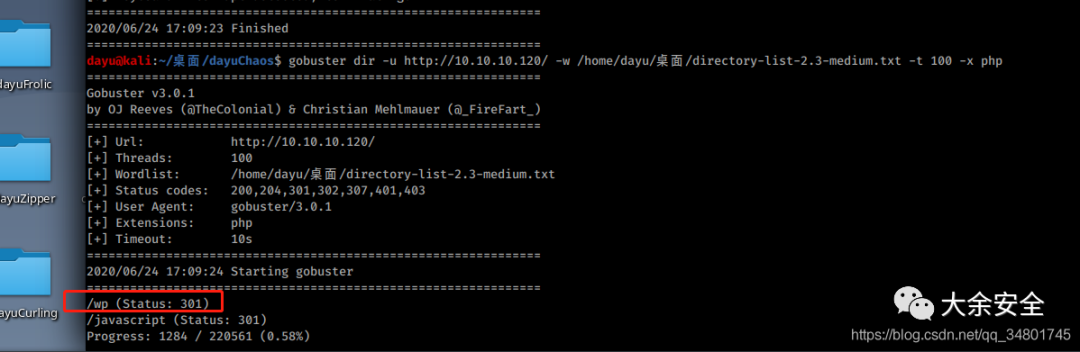 ============================================================
2020/06/24 17:09:23 Finished
============================================================
dayu@kali:~/桌面/dayuChaos$ gobuster dir -u http://10.10.10.120/ -w /home/dayu/桌面/directory-list-2.3-medium.txt -t 100 -x php
============================================================
Gobuster v3.0.1
by OJ Reeves (@TheColonial) & Christian Mehlmauer (@_FireFart_)
============================================================
[+] Url:            http://10.10.10.120/
[+] Threads:        100
[+] Wordlist:       /home/dayu/桌面/directory-list-2.3-medium.txt
[+] Status codes:   200,204,301,302,307,401,403
[+] User Agent:     gobuster/3.0.1
[+] Extensions:     php
[+] Timeout:        10s
============================================================
2020/06/24 17:09:24 Starting gobuster
============================================================
/wp (Status: 301)
/javascript (Status: 301)
Progress: 1284 / 220561 (0.58%)
dayuFrolic
ayuZipper
ayuCurling
大余安全
https://blog.csdn.net/qq_34801745